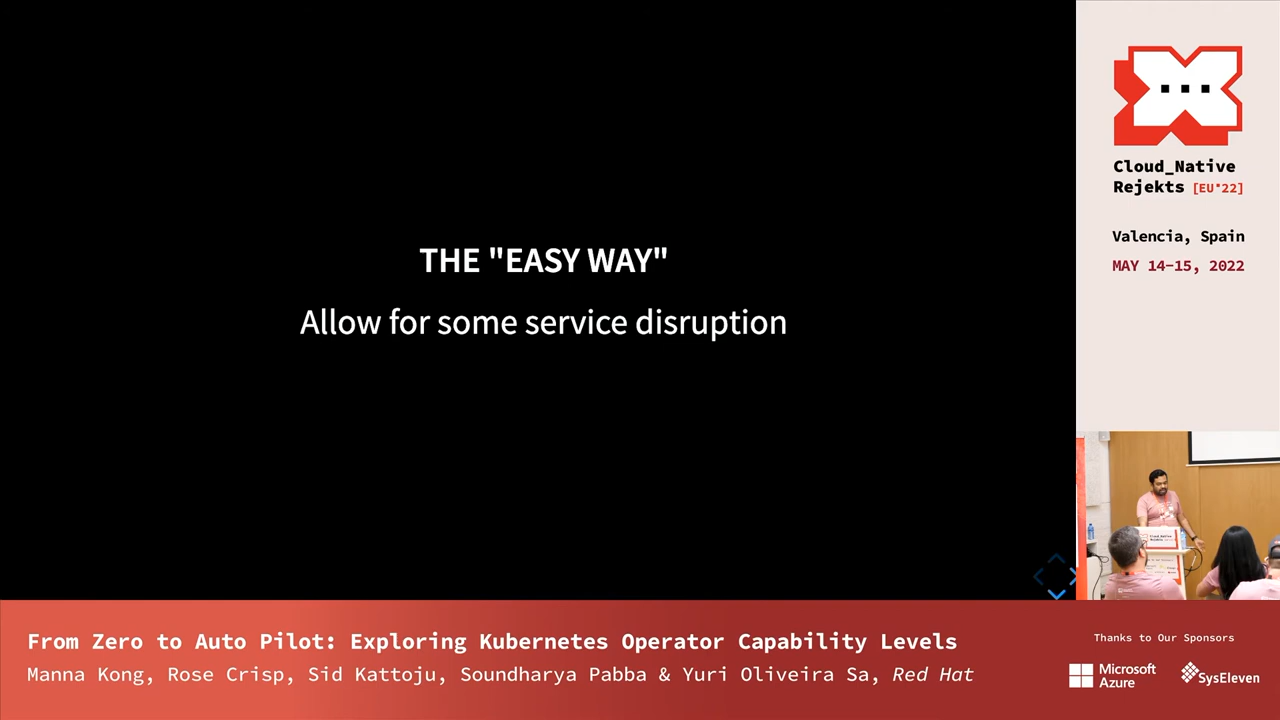 THE "EASY WAY"
Allow for some service disruption
Cloud_Native
Rejekts [EU'22]
Valencia, Spain
MAY 14-15, 2022
Cloud_Native
Rejekts
From Zero to Auto Pilot: Exploring Kubernetes Operator Capability Levels
Manna Kong, Rose Crisp, Sid Kattoju, Soundharya Pabba & Yuri Oliveira Sa, Red Hat
Thanks to Our Sponsors
Microsoft
Azure
SysEleven